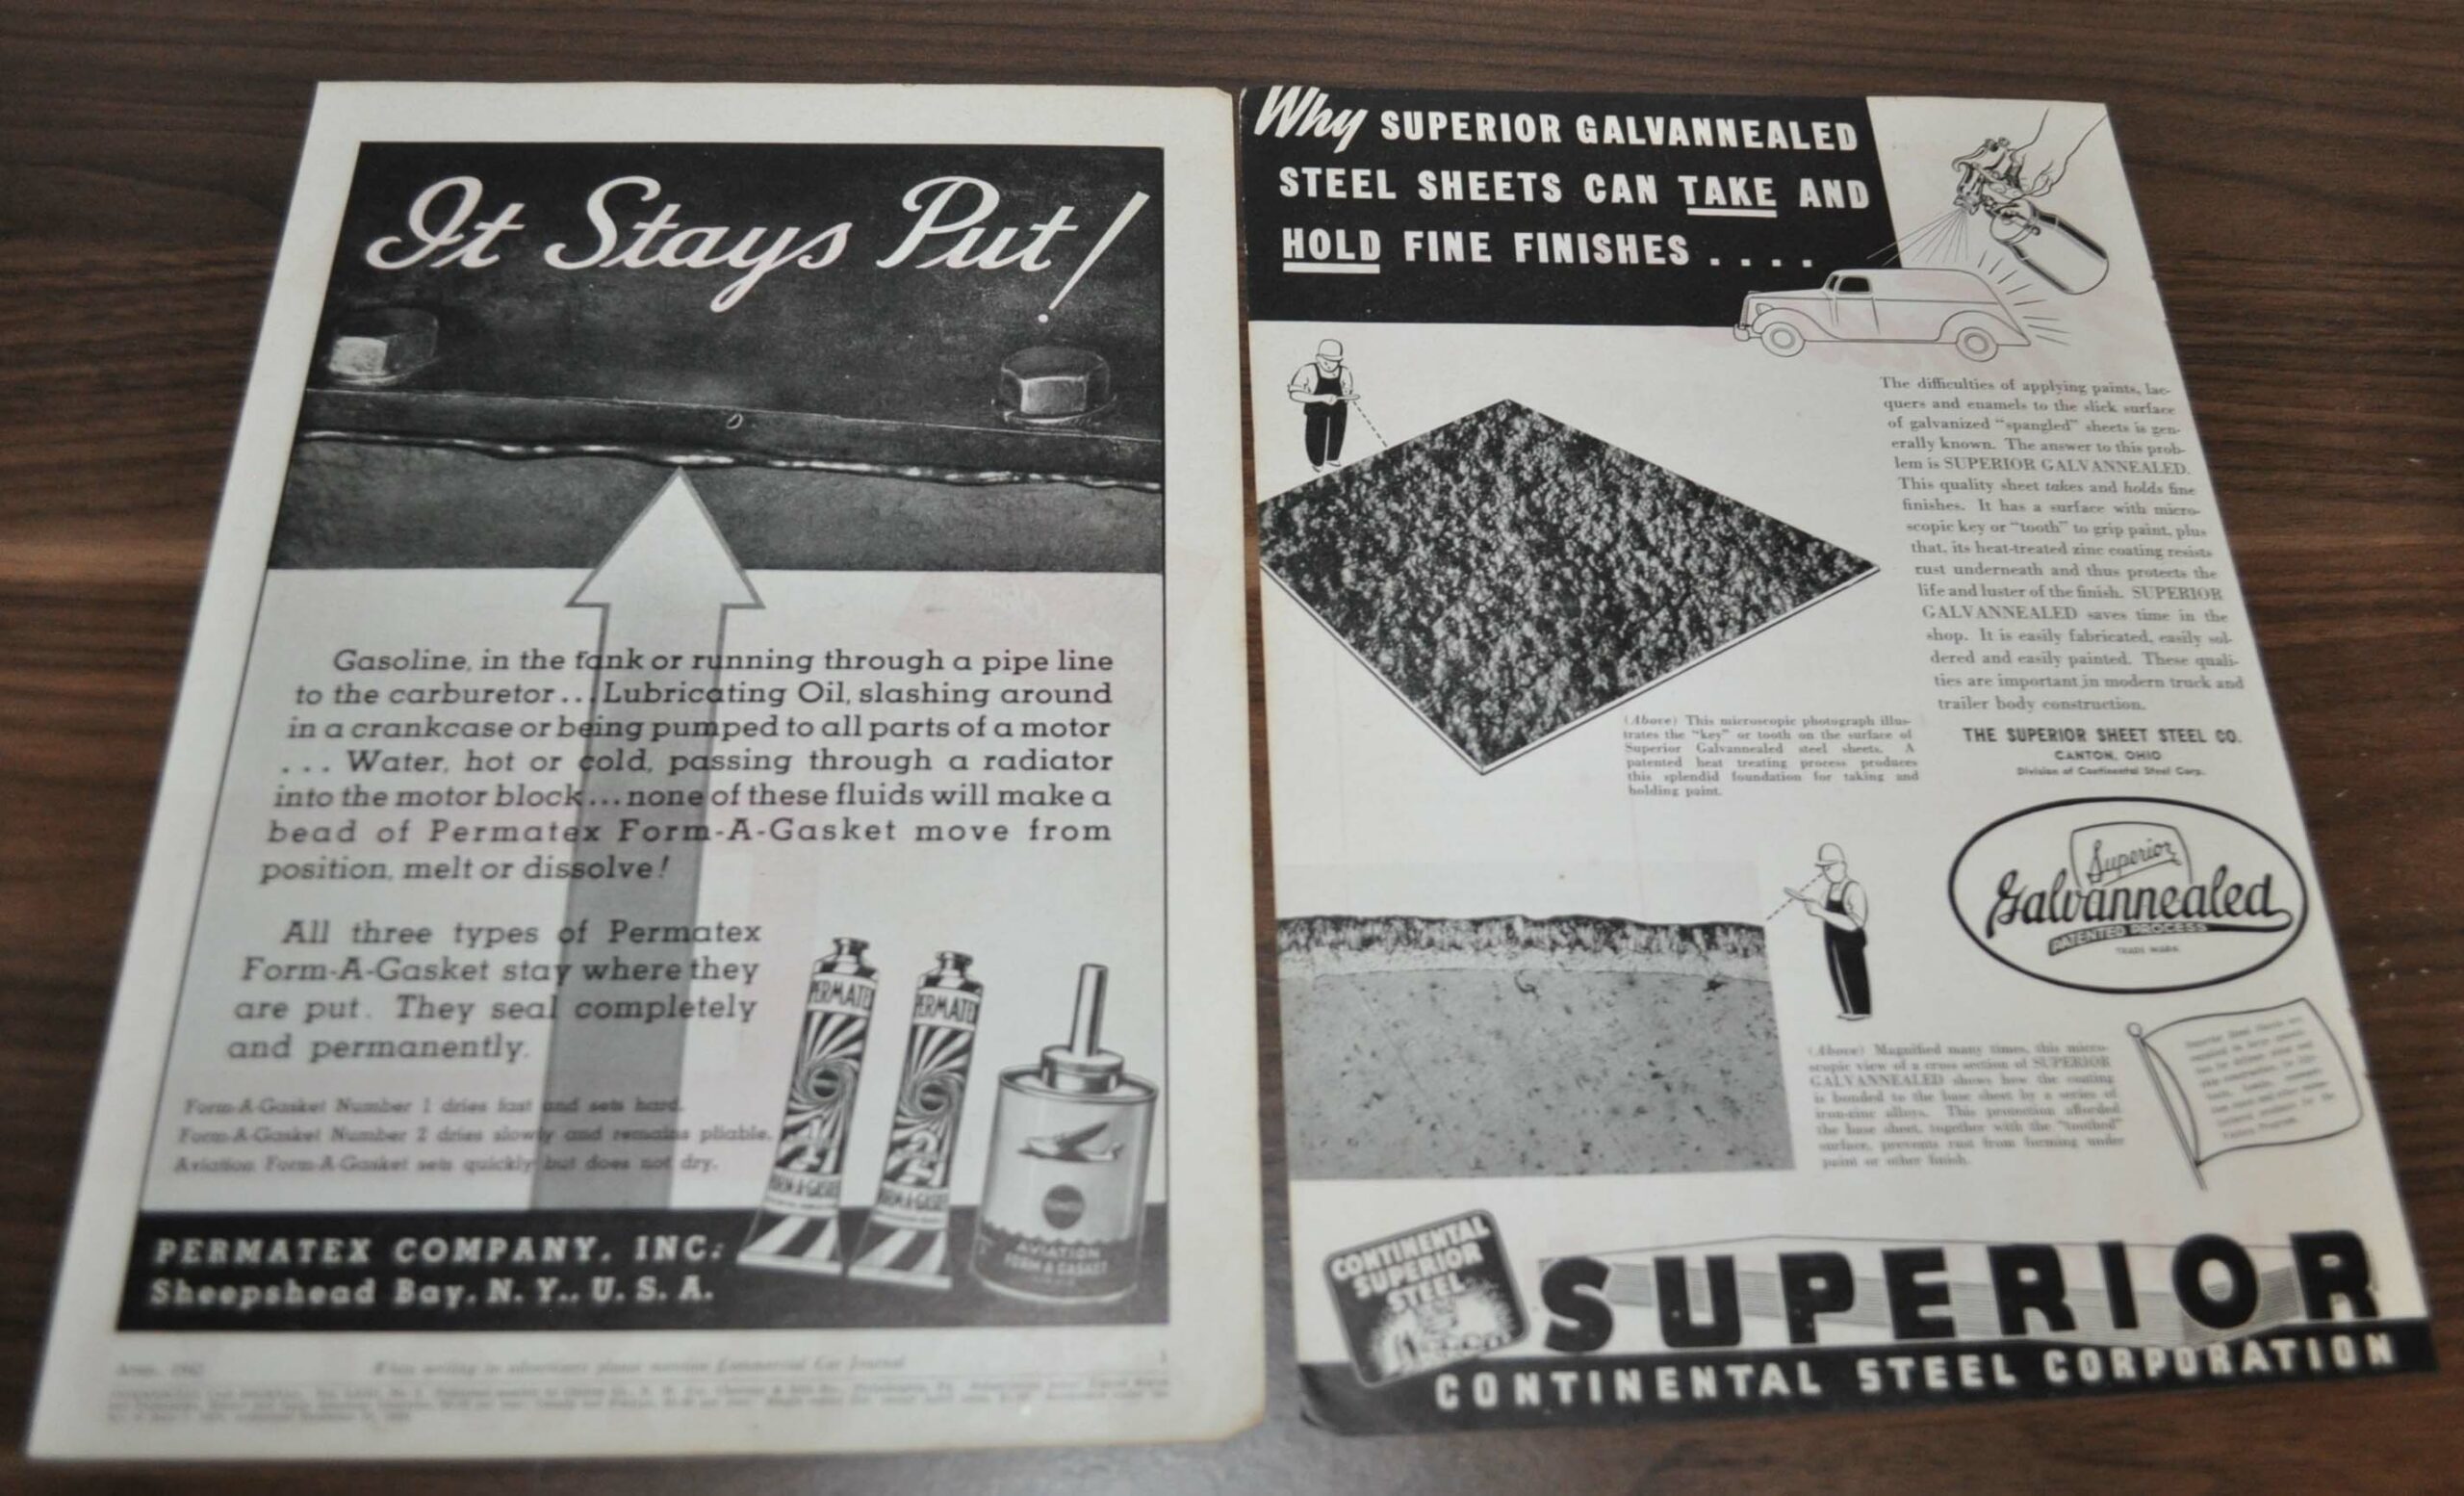 It Stays Put!
Gasoline, in the tank or running through a pipe line
to the carburetor... Lubricating Oil, slashing around
in a crankcase or being pumped to all parts of a motor
... Water, hot or cold, passing through a radiator
into the motor block... none of these fluids will make a
bead of Permatex Form-A-Gasket move from
position, melt or dissolve!
All three types of Permatex
Form-A-Gasket stay where they
are put. They seal completely
and permanently.
Form-A-Gasket Number 1 dries fast and sets hard.
Form-A-Gasket Number 2 dries slowly and remains pliable.
Aviation Form-A-Gasket sets quickly but does not dry.
PERMATEX
1
FORM-A-GASKET
PERMATEX
2
FORM-A-GASKET
AVIATION
FORM A GASKET
PERMATEX COMPANY, INC.
Sheepshead Bay, N. Y., U. S. A.
April, 1942
When writing to advertisers please mention Commercial Car Journal
Why SUPERIOR GALVANNEALED
STEEL SHEETS CAN TAKE AND
HOLD FINE FINISHES ....
The difficulties of applying paints, lac-
quers and enamels to the slick surface
of galvanized "spangled" sheets is gen-
erally known. The answer to this prob-
lem is SUPERIOR GALVANNEALED.
This quality sheet takes and holds fine
finishes. It has a surface with micro-
scopic key or "tooth" to grip paint, plus
that, its heat-treated zinc coating resists
rust underneath and thus protects the
life and luster of the finish. SUPERIOR
GALVANNEALED saves time in the
shop. It is easily fabricated, easily sol-
dered and easily painted. These quali-
ties are important in modern truck and
trailer body construction.
THE SUPERIOR SHEET STEEL CO.
CANTON, OHIO
Division of Continental Steel Corp.
(Above) This microscopic photograph illus-
trates the "key" or tooth on the surface of
Superior Galvannealed steel sheets. A
patented heat treating process produces
this splendid foundation for taking and
holding paint.
Superior
Galvannealed
PATENTED PROCESS
TRADE MARK
(Above) Magnified many times, this micro-
scopic view of a cross section of SUPERIOR
GALVANNEALED shows how the coating
is bonded to the base sheet by a series of
iron-zinc alloys. This protection afforded
the base sheet, together with the "toothed"
surface, prevents rust from forming under
paint or other finish.
CONTINENTAL
SUPERIOR
STEEL
SUPERIOR
CONTINENTAL STEEL CORPORATION